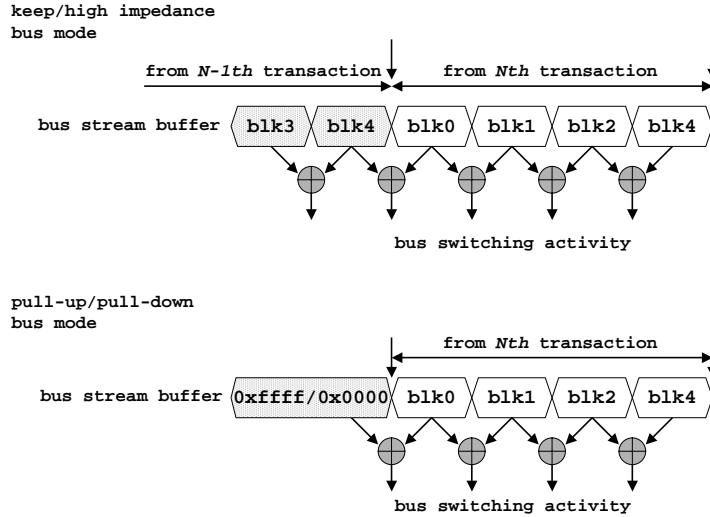 keep/high impedance
bus mode
from N-1th transaction
from Nth transaction
bus stream buffer
blk3
blk4
blk0
blk1
blk2
blk4
bus switching activity
pull-up/pull-down
bus mode
from Nth transaction
bus stream buffer
0xffff/0x0000
blk0
blk1
blk2
blk4
bus switching activity